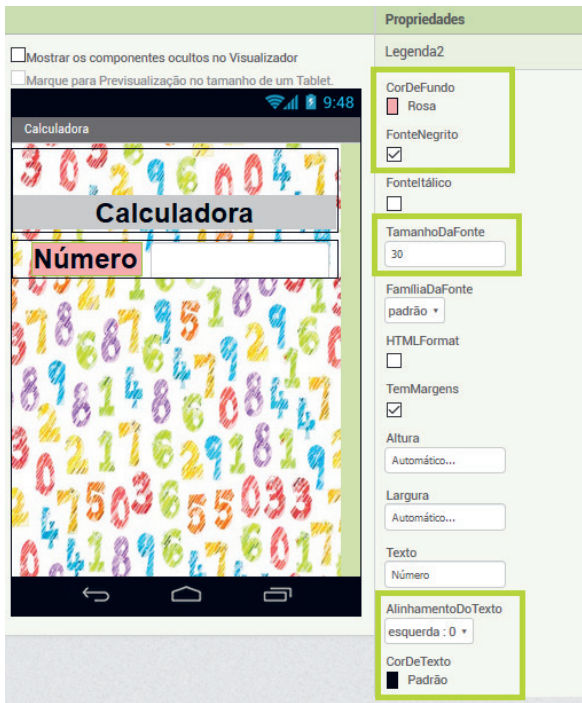 Mostrar os componentes ocultos no Visualizador
Marque para Previsualização no tamanho de um Tablet.
9:48
Calculadora
Calculadora
Número
Propriedades
Legenda2
CorDeFundo
Rosa
FonteNegrito
FonteItálico
TamanhoDaFonte
30
FamíliaDaFonte
padrão
HTMLFormat
TemMargens
Altura
Automático...
Largura
Automático...
Texto
Número
AlinhamentoDoTexto
esquerda : 0
CorDeTexto
Padrão